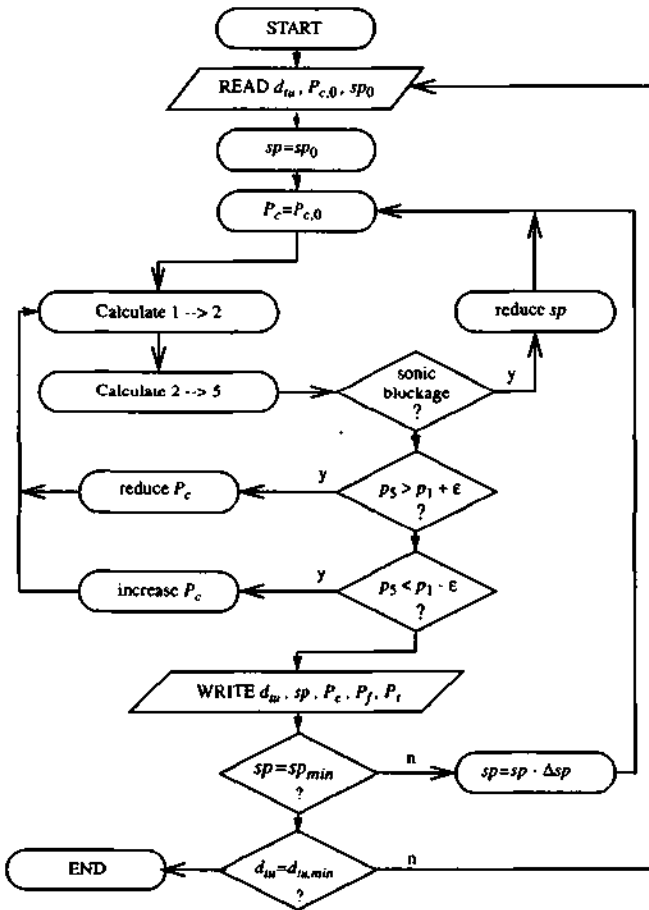 START
READ d_tu , P_c,0 , sp_0
sp=sp_0
P_c=P_c,0
Calculate 1 --> 2
reduce sp
Calculate 2 --> 5
sonic
blockage
?
y
reduce P_c
y
p_5 > p_1 + ε
?
increase P_c
y
p_5 < p_1 - ε
?
WRITE d_tu , sp , P_c , P_f , P_t
sp=sp_min
?
n
sp=sp · Δsp
END
d_tu=d_tu,min
?
n